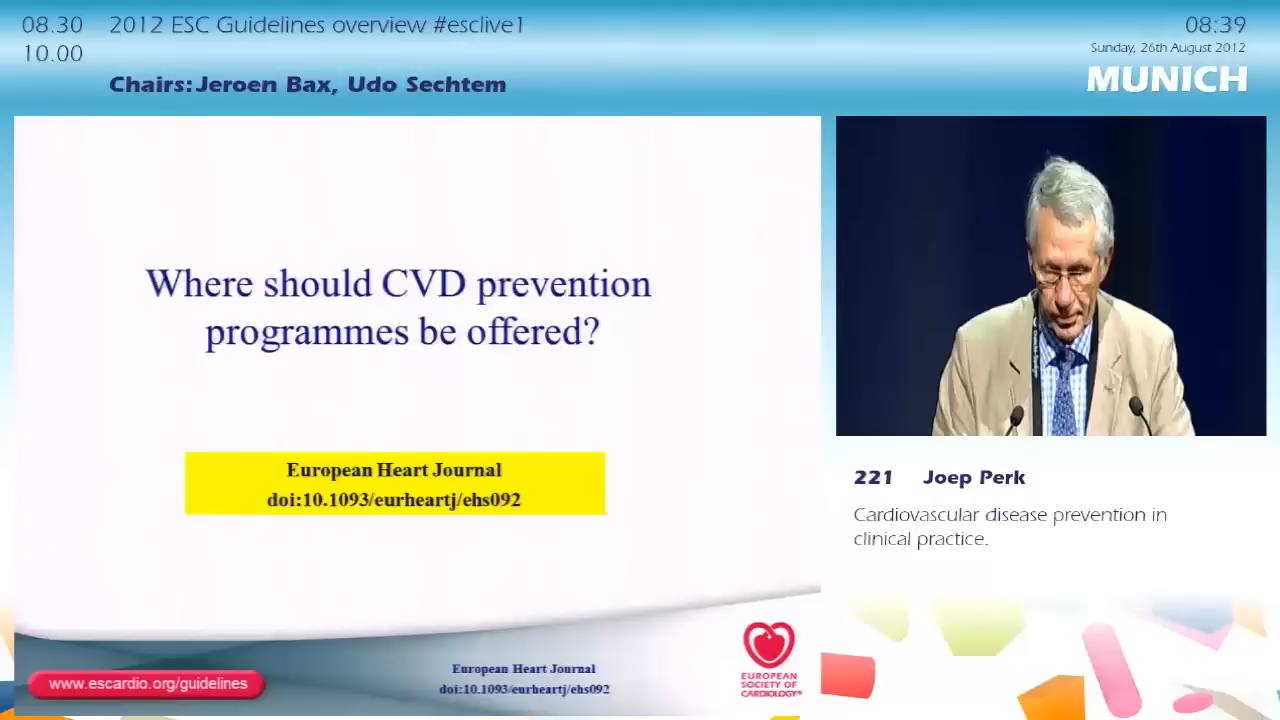 08.30
10.00
2012 ESC Guidelines overview #esclive1
Chairs: Jeroen Bax, Udo Sechtem
08:39
Sunday, 26th August 2012
MUNICH
Where should CVD prevention
programmes be offered?
European Heart Journal
doi:10.1093/eurheartj/ehs092
www.escardio.org/guidelines
European Heart Journal
doi:10.1093/eurheartj/ehs092
EUROPEAN
SOCIETY OF
CARDIOLOGY®
221 Joep Perk
Cardiovascular disease prevention in
clinical practice.